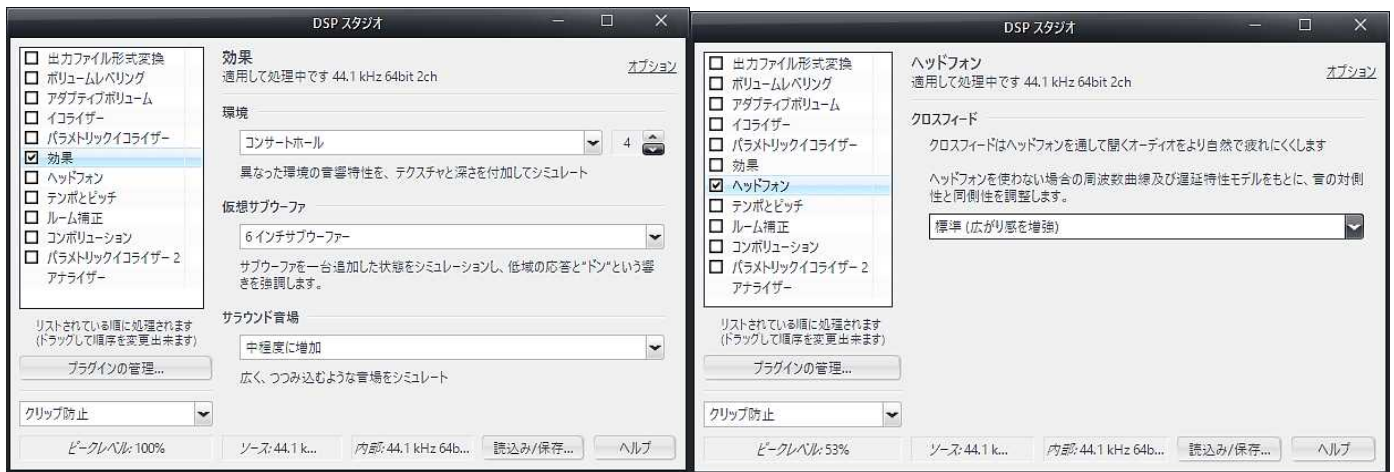 DSP スタジオ
出力ファイル形式変換
ボリュームレベリング
アダプティブボリューム
イコライザー
パラメトリックイコライザー
効果
ヘッドフォン
テンポとピッチ
ルーム補正
コンボリューション
パラメトリックイコライザー 2
アナライザー
リストされている順に処理されます
(ドラッグして順序を変更出来ます)
プラグインの管理...
クリップ防止
効果
適用して処理中です 44.1 kHz 64bit 2ch
オプション
環境
コンサートホール 4
異なった環境の音響特性を、テクスチャと深さを付加してシミュレート
仮想サブウーファ
6 インチサブウーファー
サブウーファを一台追加した状態をシミュレーションし、低域の応答と"ドン"という響
きを強調します。
サラウンド音場
中程度に増加
広く、つつみ込むような音場をシミュレート
ピークレベル: 100% ソース: 44.1 k... 内部: 44.1 kHz 64b... 読込み/保存... ヘルプ
DSP スタジオ
出力ファイル形式変換
ボリュームレベリング
アダプティブボリューム
イコライザー
パラメトリックイコライザー
効果
ヘッドフォン
テンポとピッチ
ルーム補正
コンボリューション
パラメトリックイコライザー 2
アナライザー
リストされている順に処理されます
(ドラッグして順序を変更出来ます)
プラグインの管理...
クリップ防止
ヘッドフォン
適用して処理中です 44.1 kHz 64bit 2ch
オプション
クロスフィード
クロスフィードはヘッドフォンを通して聞くオーディオをより自然で疲れにくくします
ヘッドフォンを使わない場合の周波数曲線及び遅延特性モデルをもとに、音の対側
性と同側性を調整します。
標準 (広がり感を増強)
ピークレベル: 53% ソース: 44.1 k... 内部: 44.1 kHz 64b... 読込み/保存... ヘルプ